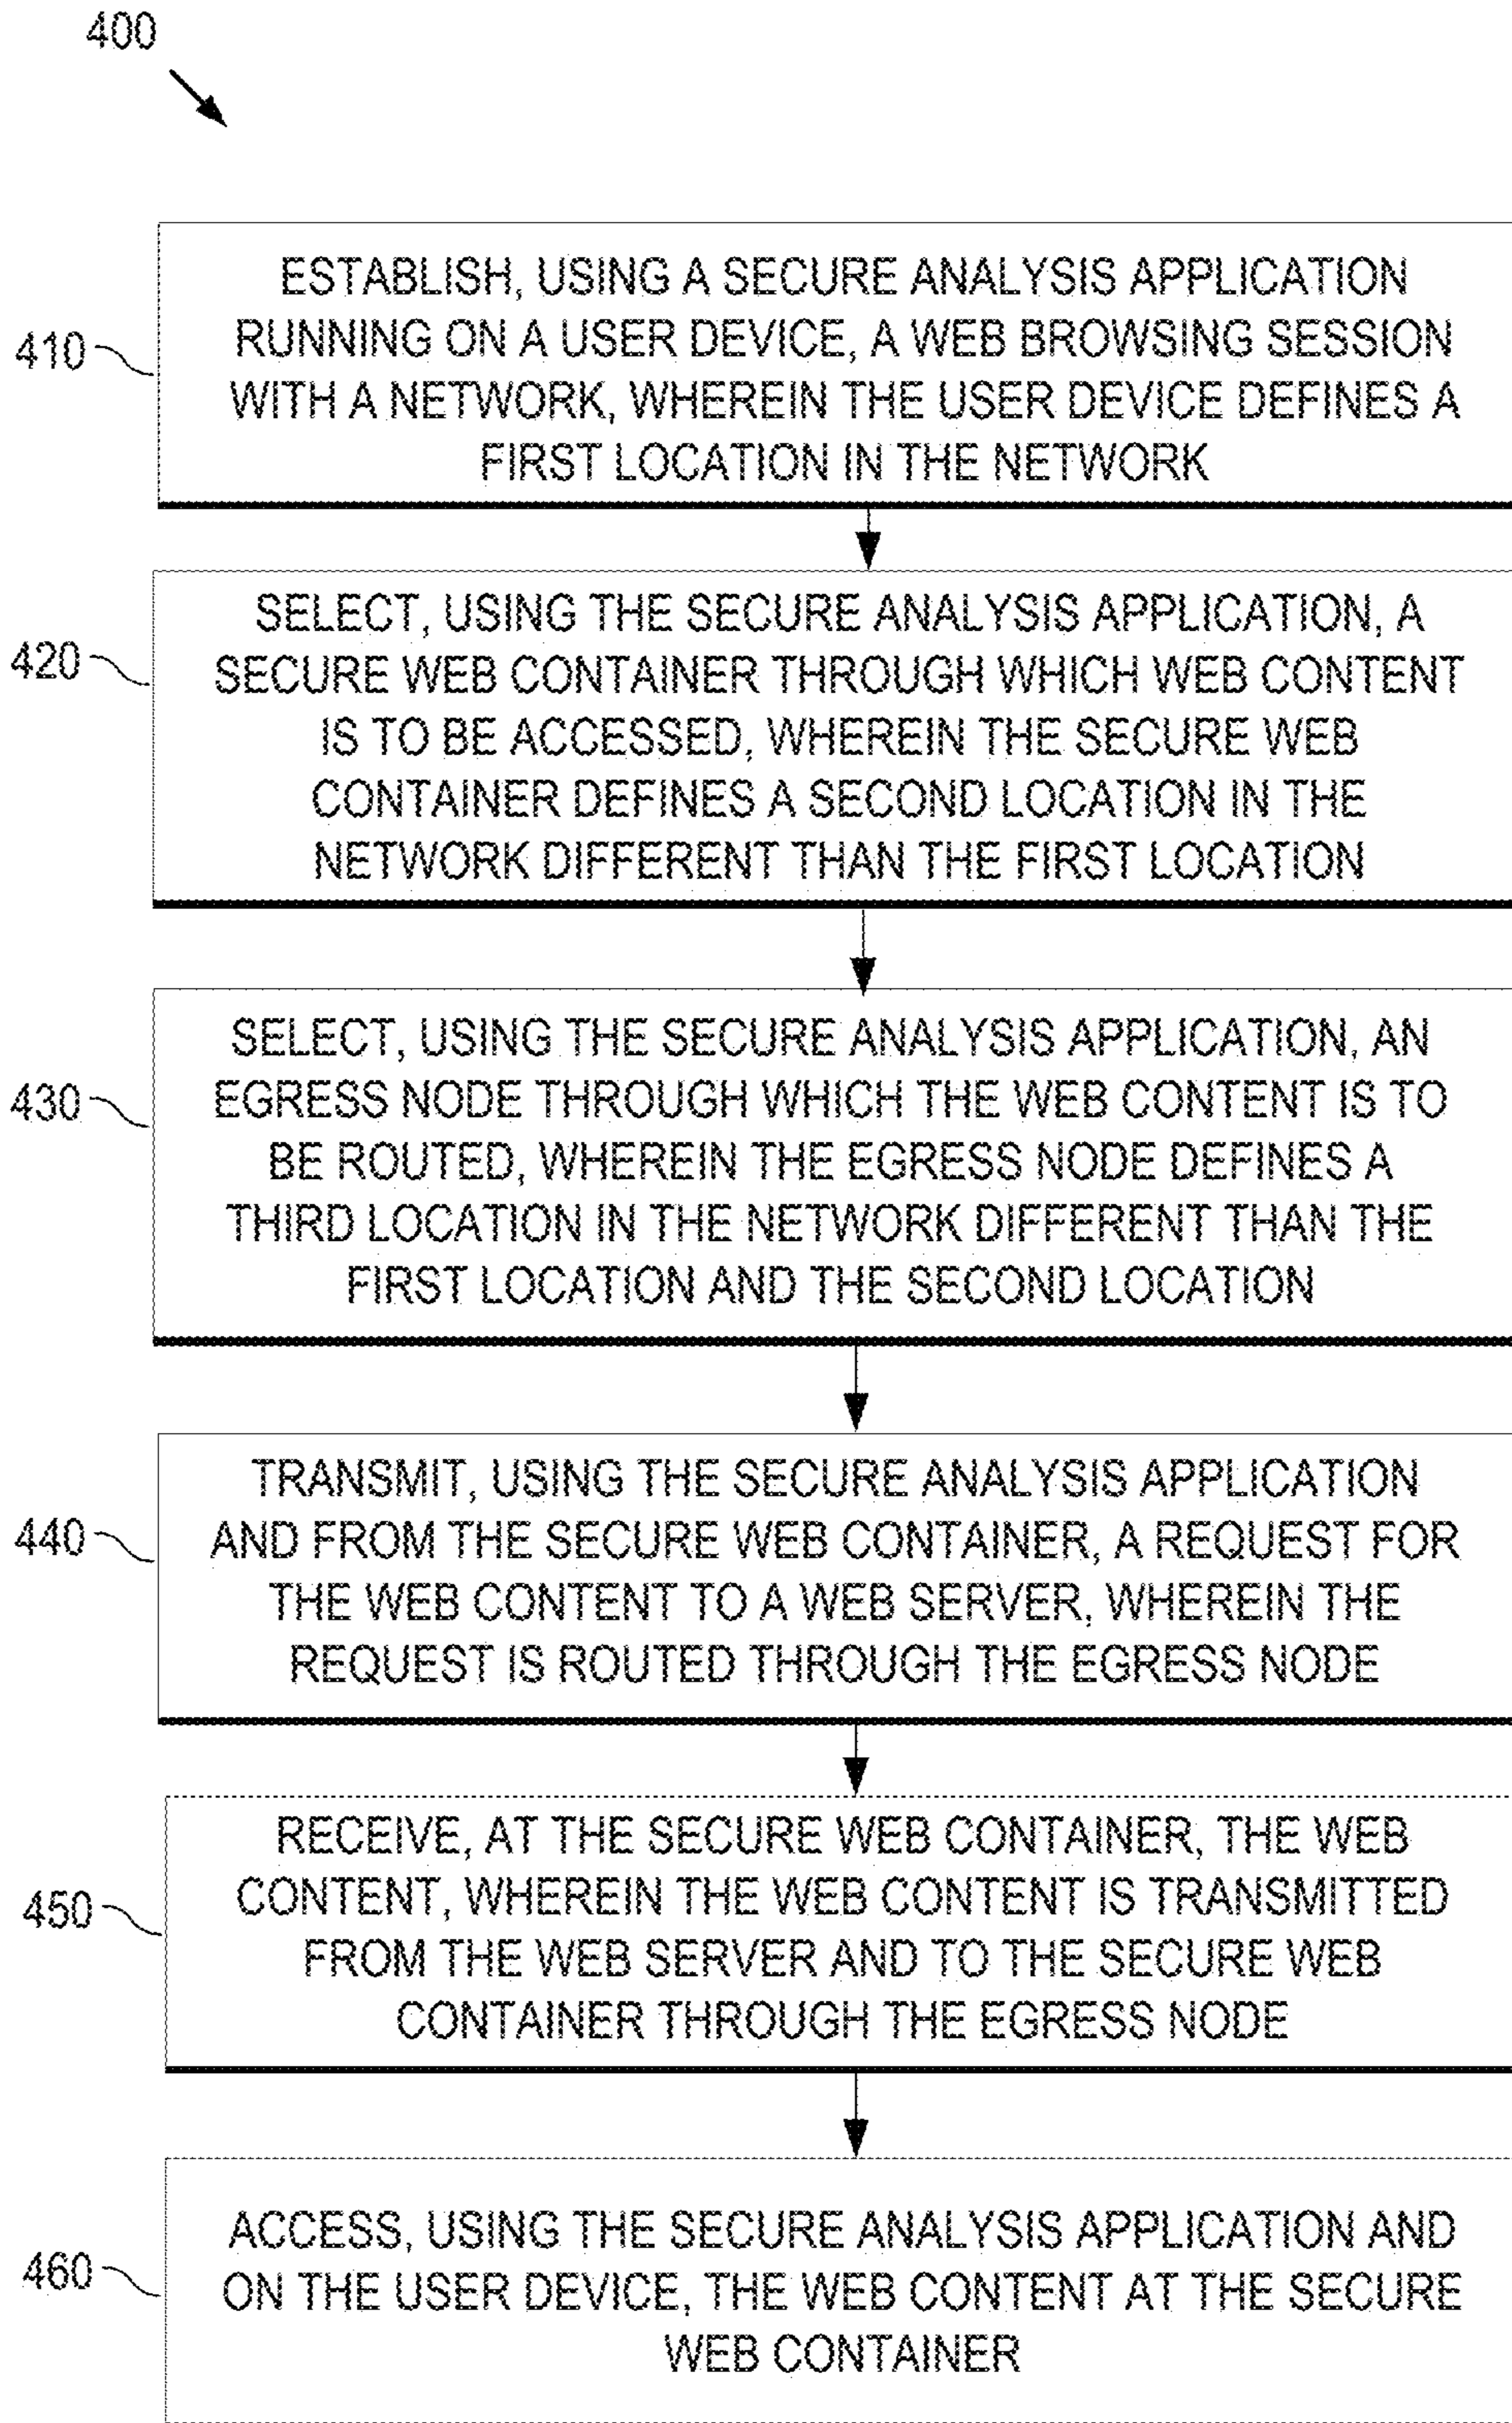 400
410
ESTABLISH, USING A SECURE ANALYSIS APPLICATION
RUNNING ON A USER DEVICE, A WEB BROWSING SESSION
WITH A NETWORK, WHEREIN THE USER DEVICE DEFINES A
FIRST LOCATION IN THE NETWORK
420
SELECT, USING THE SECURE ANALYSIS APPLICATION, A
SECURE WEB CONTAINER THROUGH WHICH WEB CONTENT
IS TO BE ACCESSED, WHEREIN THE SECURE WEB
CONTAINER DEFINES A SECOND LOCATION IN THE
NETWORK DIFFERENT THAN THE FIRST LOCATION
430
SELECT, USING THE SECURE ANALYSIS APPLICATION, AN
EGRESS NODE THROUGH WHICH THE WEB CONTENT IS TO
BE ROUTED, WHEREIN THE EGRESS NODE DEFINES A
THIRD LOCATION IN THE NETWORK DIFFERENT THAN THE
FIRST LOCATION AND THE SECOND LOCATION
440
TRANSMIT, USING THE SECURE ANALYSIS APPLICATION
AND FROM THE SECURE WEB CONTAINER, A REQUEST FOR
THE WEB CONTENT TO A WEB SERVER, WHEREIN THE
REQUEST IS ROUTED THROUGH THE EGRESS NODE
450
RECEIVE, AT THE SECURE WEB CONTAINER, THE WEB
CONTENT, WHEREIN THE WEB CONTENT IS TRANSMITTED
FROM THE WEB SERVER AND TO THE SECURE WEB
CONTAINER THROUGH THE EGRESS NODE
460
ACCESS, USING THE SECURE ANALYSIS APPLICATION AND
ON THE USER DEVICE, THE WEB CONTENT AT THE SECURE
WEB CONTAINER